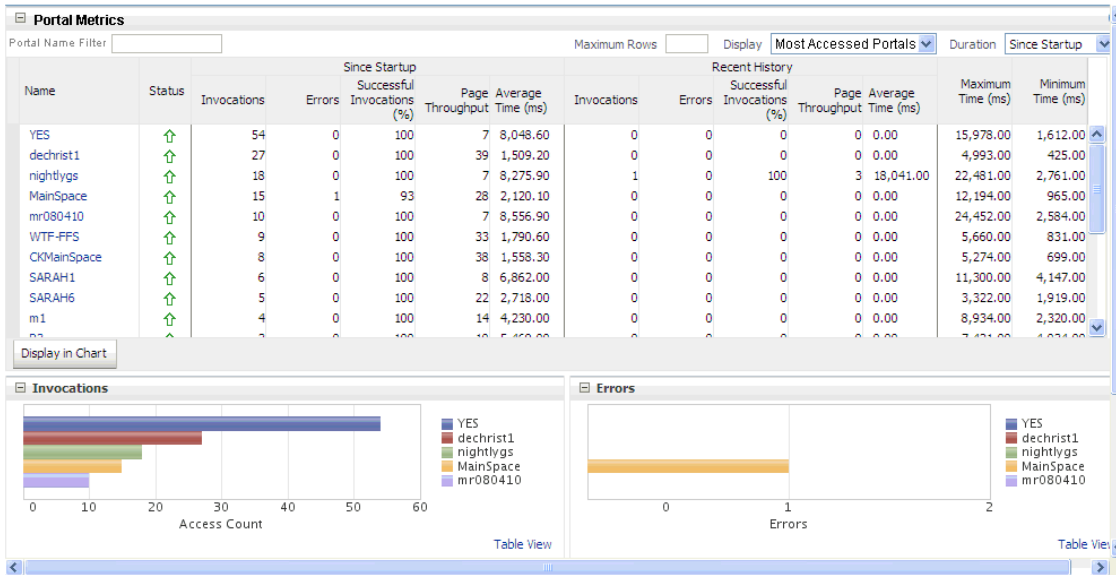 Portal Metrics
Portal Name Filter Maximum Rows Display Most Accessed Portals Duration Since Startup
Since Startup Recent History
Name Status Invocations Errors Successful Invocations (%) Page Throughput Average Time (ms) Invocations Errors Successful Invocations (%) Page Throughput Average Time (ms) Maximum Time (ms) Minimum Time (ms)
YES 54 0 100 7 8,048.60 0 0 0 0 0.00 15,978.00 1,612.00
dechrist1 27 0 100 39 1,509.20 0 0 0 0 0.00 4,993.00 425.00
nightlygs 18 0 100 7 8,275.90 1 0 100 3 18,041.00 22,481.00 2,761.00
MainSpace 15 1 93 28 2,120.10 0 0 0 0 0.00 12,194.00 965.00
mr080410 10 0 100 7 8,556.90 0 0 0 0 0.00 24,452.00 2,584.00
WTF-FFS 9 0 100 33 1,790.60 0 0 0 0 0.00 5,660.00 831.00
CKMainSpace 8 0 100 38 1,558.30 0 0 0 0 0.00 5,274.00 699.00
SARAH1 6 0 100 8 6,862.00 0 0 0 0 0.00 11,300.00 4,147.00
SARAH6 5 0 100 22 2,718.00 0 0 0 0 0.00 3,322.00 1,919.00
m1 4 0 100 14 4,230.00 0 0 0 0 0.00 8,934.00 2,320.00
Display in Chart
Invocations
YES
dechrist1
nightlygs
MainSpace
mr080410
0 10 20 30 40 50 60
Access Count
Table View
Errors
YES
dechrist1
nightlygs
MainSpace
mr080410
0 1 2
Errors
Table View